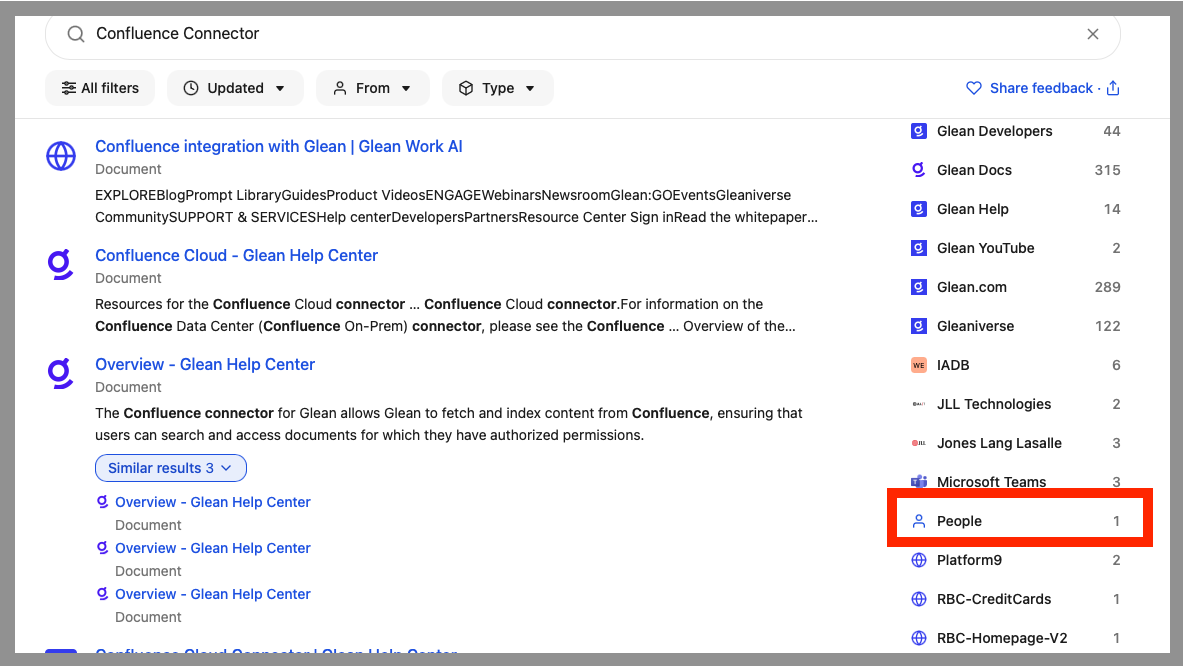 Confluence Connector
All filters
Updated
From
Type
Share feedback ·
Confluence integration with Glean | Glean Work AI
Document
EXPLOREBlogPrompt LibraryGuidesProduct VideosENGAGEWebinarsNewsroomGlean:GOEventsGleaniverse
CommunitySUPPORT & SERVICESHelp centerDevelopersPartnersResource Center Sign inRead the whitepaper...
Confluence Cloud - Glean Help Center
Document
Resources for the Confluence Cloud connector ... Confluence Cloud connector.For information on the
Confluence Data Center (Confluence On-Prem) connector, please see the Confluence ... Overview of the...
Overview - Glean Help Center
Document
The Confluence connector for Glean allows Glean to fetch and index content from Confluence, ensuring that
users can search and access documents for which they have authorized permissions.
Similar results 3
Overview - Glean Help Center
Document
Overview - Glean Help Center
Document
Overview - Glean Help Center
Document
Confluence Cloud Connector | Glean Help Center
Glean Developers 44
Glean Docs 315
Glean Help 14
Glean YouTube 2
Glean.com 289
Gleaniverse 122
WE IADB 6
JLL Technologies 2
JLL Jones Lang Lasalle 3
Microsoft Teams 3
People 1
Platform9 2
RBC-CreditCards 1
RBC-Homepage-V2 1